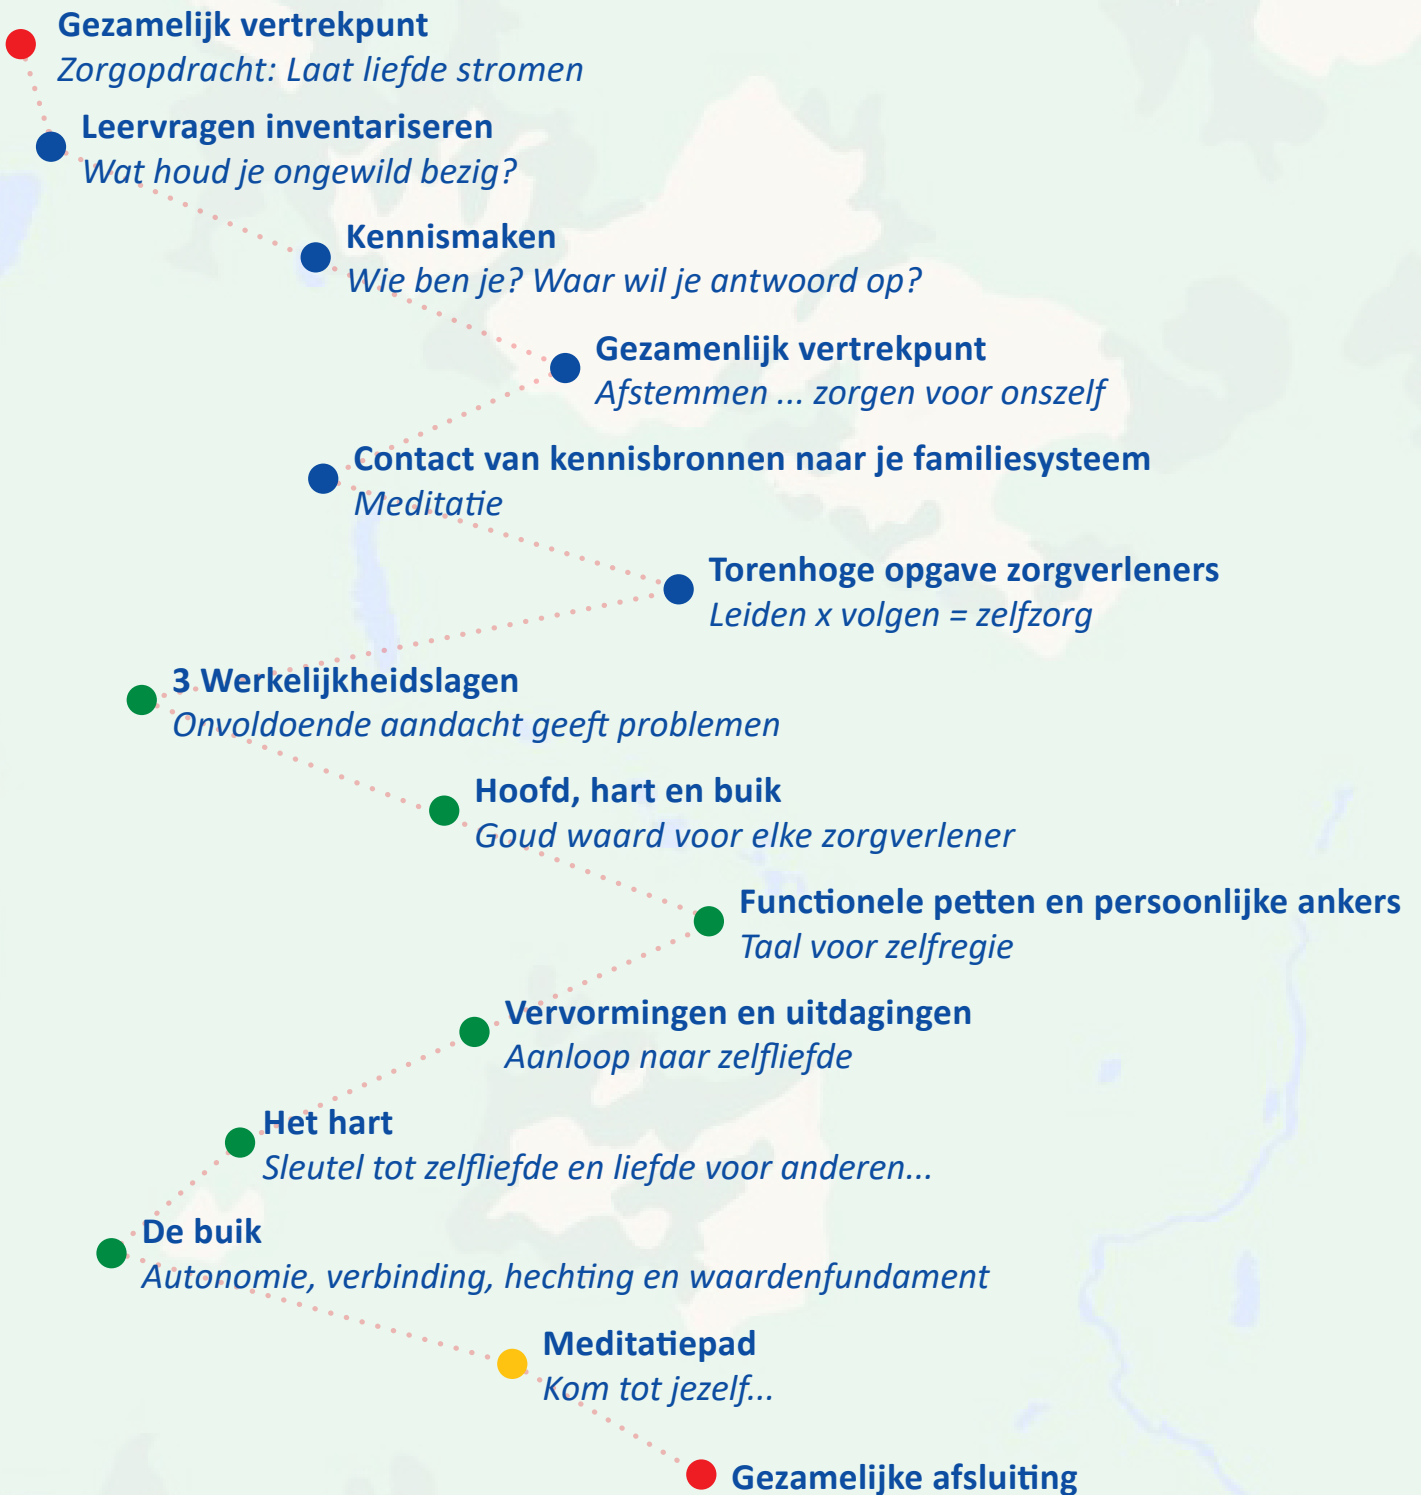 Gezamelijk vertrekpunt
Zorgopdracht: Laat liefde stromen
Leervragen inventariseren
Wat houd je ongewild bezig?
Kennismaken
Wie ben je? Waar wil je antwoord op?
Gezamenlijk vertrekpunt
Afstemmen ... zorgen voor onszelf
Contact van kennisbronnen naar je familiesysteem
Meditatie
Torenhoge opgave zorgverleners
Leiden x volgen = zelfzorg
3 Werkelijkheidslagen
Onvoldoende aandacht geeft problemen
Hoofd, hart en buik
Goud waard voor elke zorgverlener
Functionele petten en persoonlijke ankers
Taal voor zelfregie
Vervormingen en uitdagingen
Aanloop naar zelfliefde
Het hart
Sleutel tot zelfliefde en liefde voor anderen...
De buik
Autonomie, verbinding, hechting en waardenfundament
Meditatiepad
Kom tot jezelf...
Gezamelijke afsluiting